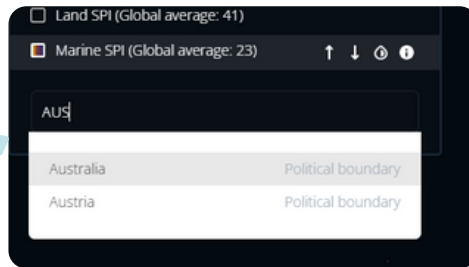 Land SPI (Global average: 41)
Marine SPI (Global average: 23)
AUS
Australia Political boundary
Austria Political boundary